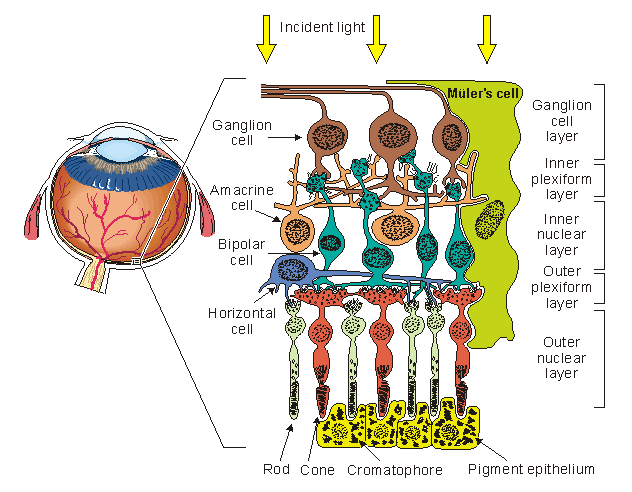 Incident light
Müler's cell
Ganglion
cell
Ganglion
cell
layer
Inner
plexiform
layer
Amacrine
cell
Inner
nuclear
layer
Bipolar
cell
Outer
plexiform
layer
Horizontal
cell
Outer
nuclear
layer
Rod
Cone
Cromatophore
Pigment epithelium